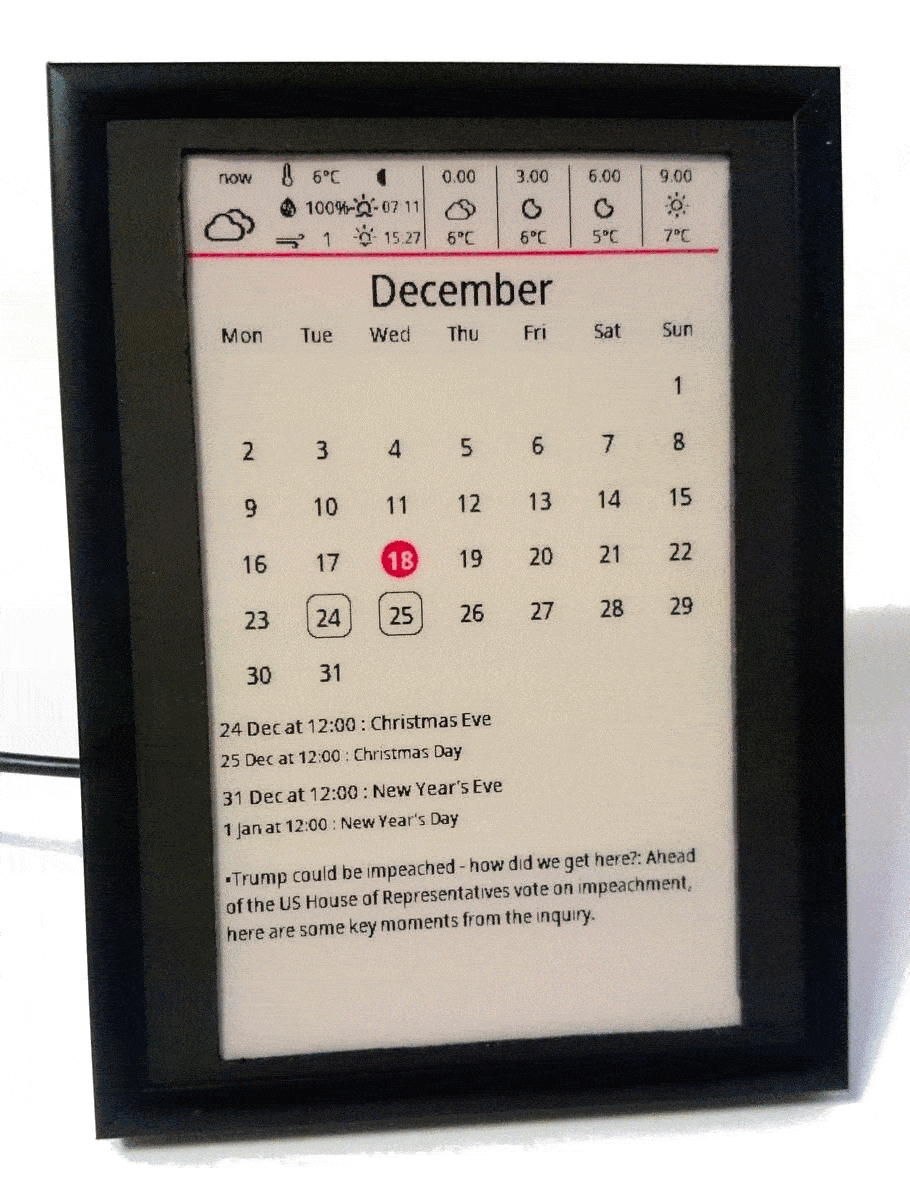 now 6°C 0.00 3.00 6.00 9.00
100% 07 11
1 15.27 6°C 6°C 5°C 7°C
December
Mon Tue Wed Thu Fri Sat Sun
1
2 3 4 5 6 7 8
9 10 11 12 13 14 15
16 17 18 19 20 21 22
23 24 25 26 27 28 29
30 31
24 Dec at 12:00 : Christmas Eve
25 Dec at 12:00 : Christmas Day
31 Dec at 12:00 : New Year's Eve
1 Jan at 12:00 : New Year's Day
▪Trump could be impeached - how did we get here?: Ahead
of the US House of Representatives vote on impeachment,
here are some key moments from the inquiry.